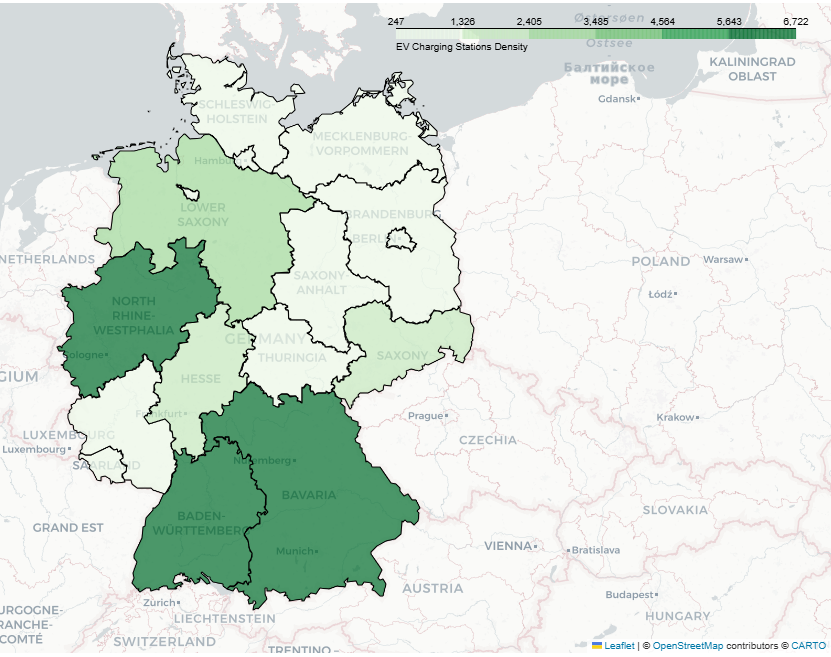 247 1,326 2,405 3,485 4,564 5,643 6,722
EV Charging Stations Density
Østersøen
Ostsee
Балтийское
море
KALININGRAD
OBLAST
Gdansk
SCHLESWIG-
HOLSTEIN
MECKLENBURG-
VORPOMMERN
Hamburg
LOWER
SAXONY
BRANDENBURG
BERLIN
NETHERLANDS
POLAND
Warsaw
SAXONY-
ANHALT
Łódź
NORTH
RHINE-
WESTPHALIA
GERMANY
Cologne
THURINGIA
SAXONY
GIUM
HESSE
Frankfurt
Prague
Krakow
LUXEMBOURG
CZECHIA
Luxembourg
SAARLAND
Nuremberg
BAVARIA
SLOVAKIA
BADEN-
WÜRTTEMBERG
GRAND EST
Munich
VIENNA
Bratislava
AUSTRIA
Budapest
Zurich
URGOGNE-
RANCHE-
COMTÉ
LIECHTENSTEIN
HUNGARY
SWITZERLAND
TRENTINO -
Leaflet | © OpenStreetMap contributors © CARTO